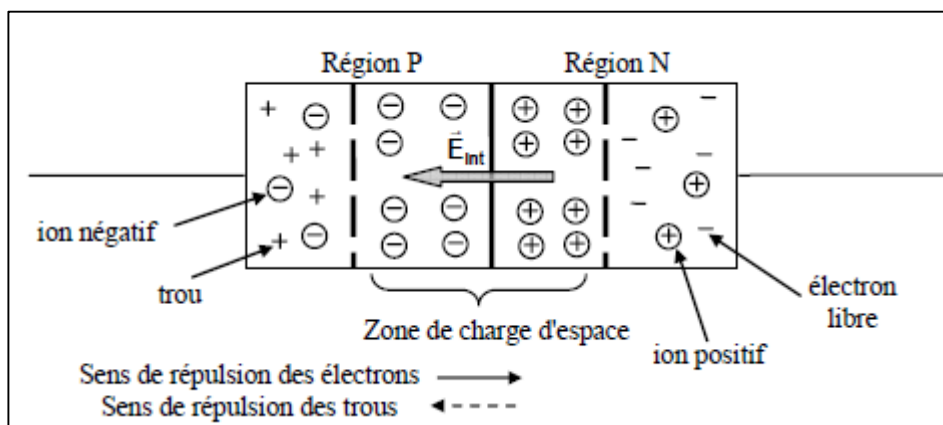 Région P
Région N
E Int
ion négatif
trou
électron
libre
ion positif
Zone de charge d'espace
Sens de répulsion des électrons
Sens de répulsion des trous